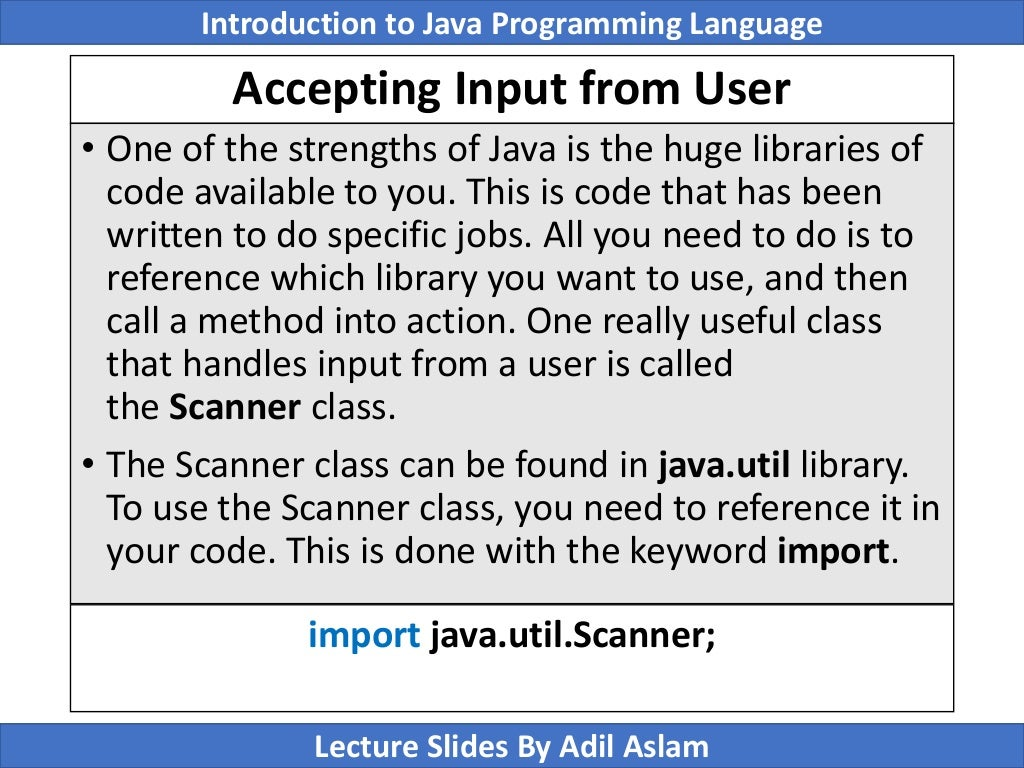 Introduction to Java Programming Language
Accepting Input from User
• One of the strengths of Java is the huge libraries of
code available to you. This is code that has been
written to do specific jobs. All you need to do is to
reference which library you want to use, and then
call a method into action. One really useful class
that handles input from a user is called
the Scanner class.
• The Scanner class can be found in java.util library.
To use the Scanner class, you need to reference it in
your code. This is done with the keyword import.
import java.util.Scanner;
Lecture Slides By Adil Aslam